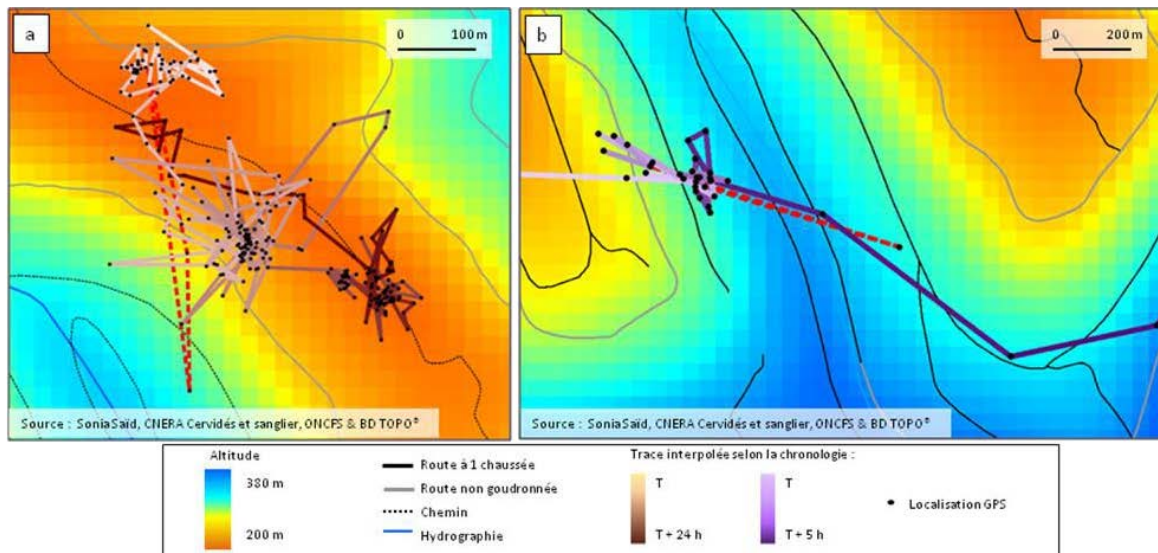 a
0 100 m
Source : Sonia Saïd, CNERA Cervidés et sanglier, ONCFS & BD TOPO®
b
0 200 m
Source : Sonia Saïd, CNERA Cervidés et sanglier, ONCFS & BD TOPO®
Altitude
380 m
200 m
Route à 1 chaussée
Route non goudronnée
Chemin
Hydrographie
Trace interpolée selon la chronologie :
T
T + 24 h
T
T + 5 h
Localisation GPS